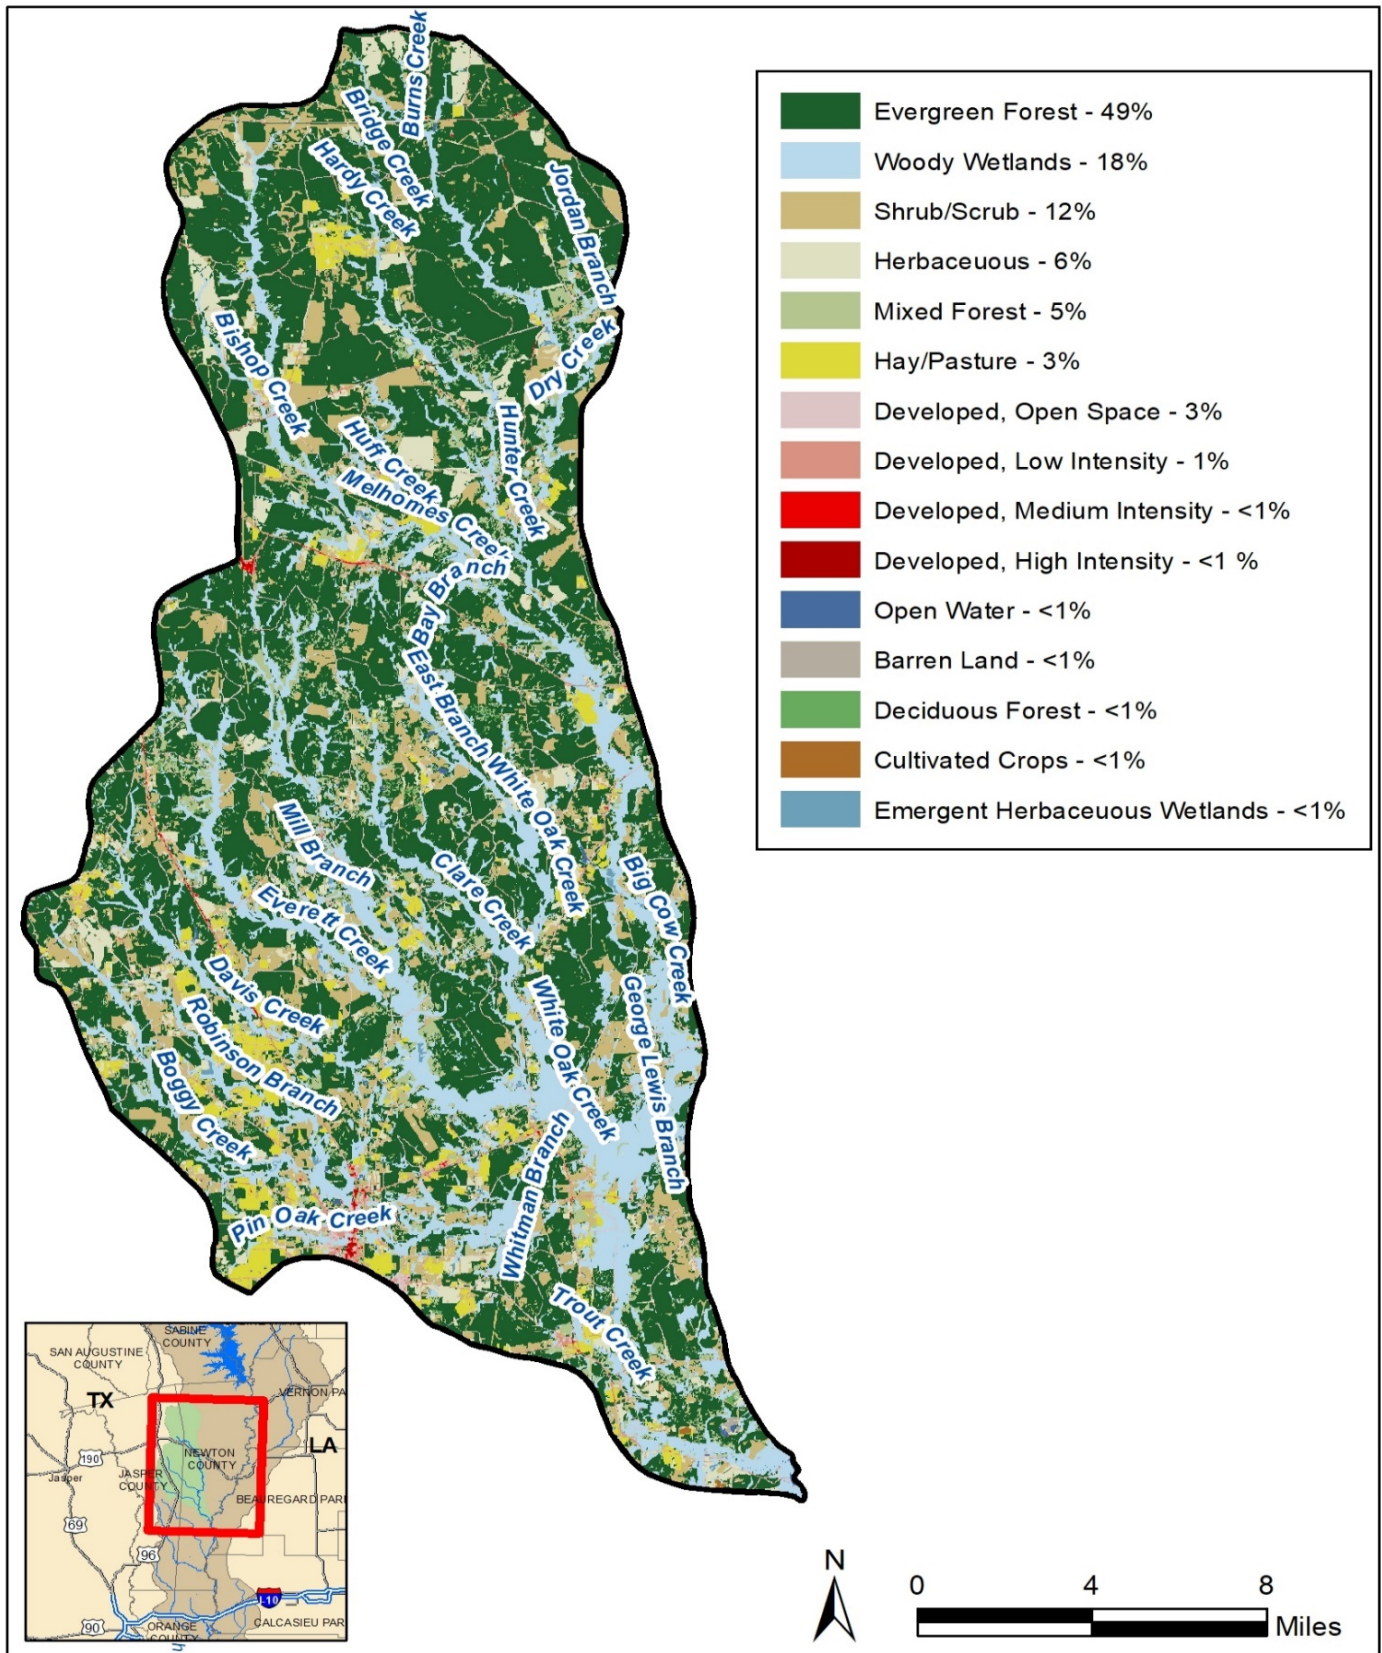 Burns Creek
Bridge Creek
Hardy Creek
Jordan Branch
Bishop Creek
Dry Creek
Hunter Creek
Huff Creek
Melhomes Creek
Bay Branch
East Branch White Oak Creek
Mill Branch
Clare Creek
Big Cow Creek
Everett Creek
Davis Creek
White Oak Creek
George Lewis Branch
Robinson Branch
Boggy Creek
Whitman Branch
Pin Oak Creek
Trout Creek
Evergreen Forest - 49%
Woody Wetlands - 18%
Shrub/Scrub - 12%
Herbaceuous - 6%
Mixed Forest - 5%
Hay/Pasture - 3%
Developed, Open Space - 3%
Developed, Low Intensity - 1%
Developed, Medium Intensity - <1%
Developed, High Intensity - <1 %
Open Water - <1%
Barren Land - <1%
Deciduous Forest - <1%
Cultivated Crops - <1%
Emergent Herbaceuous Wetlands - <1%
SABINE
COUNTY
SAN AUGUSTINE
COUNTY
TX
VERNON PA
LA
190
NEWTON
COUNTY
Jasper
JASPER
COUNTY
BEAUREGARD PARI
69
96
I-10
90
ORANGE
COUNTY
CALCASIEU PAR
N
0 4 8
Miles